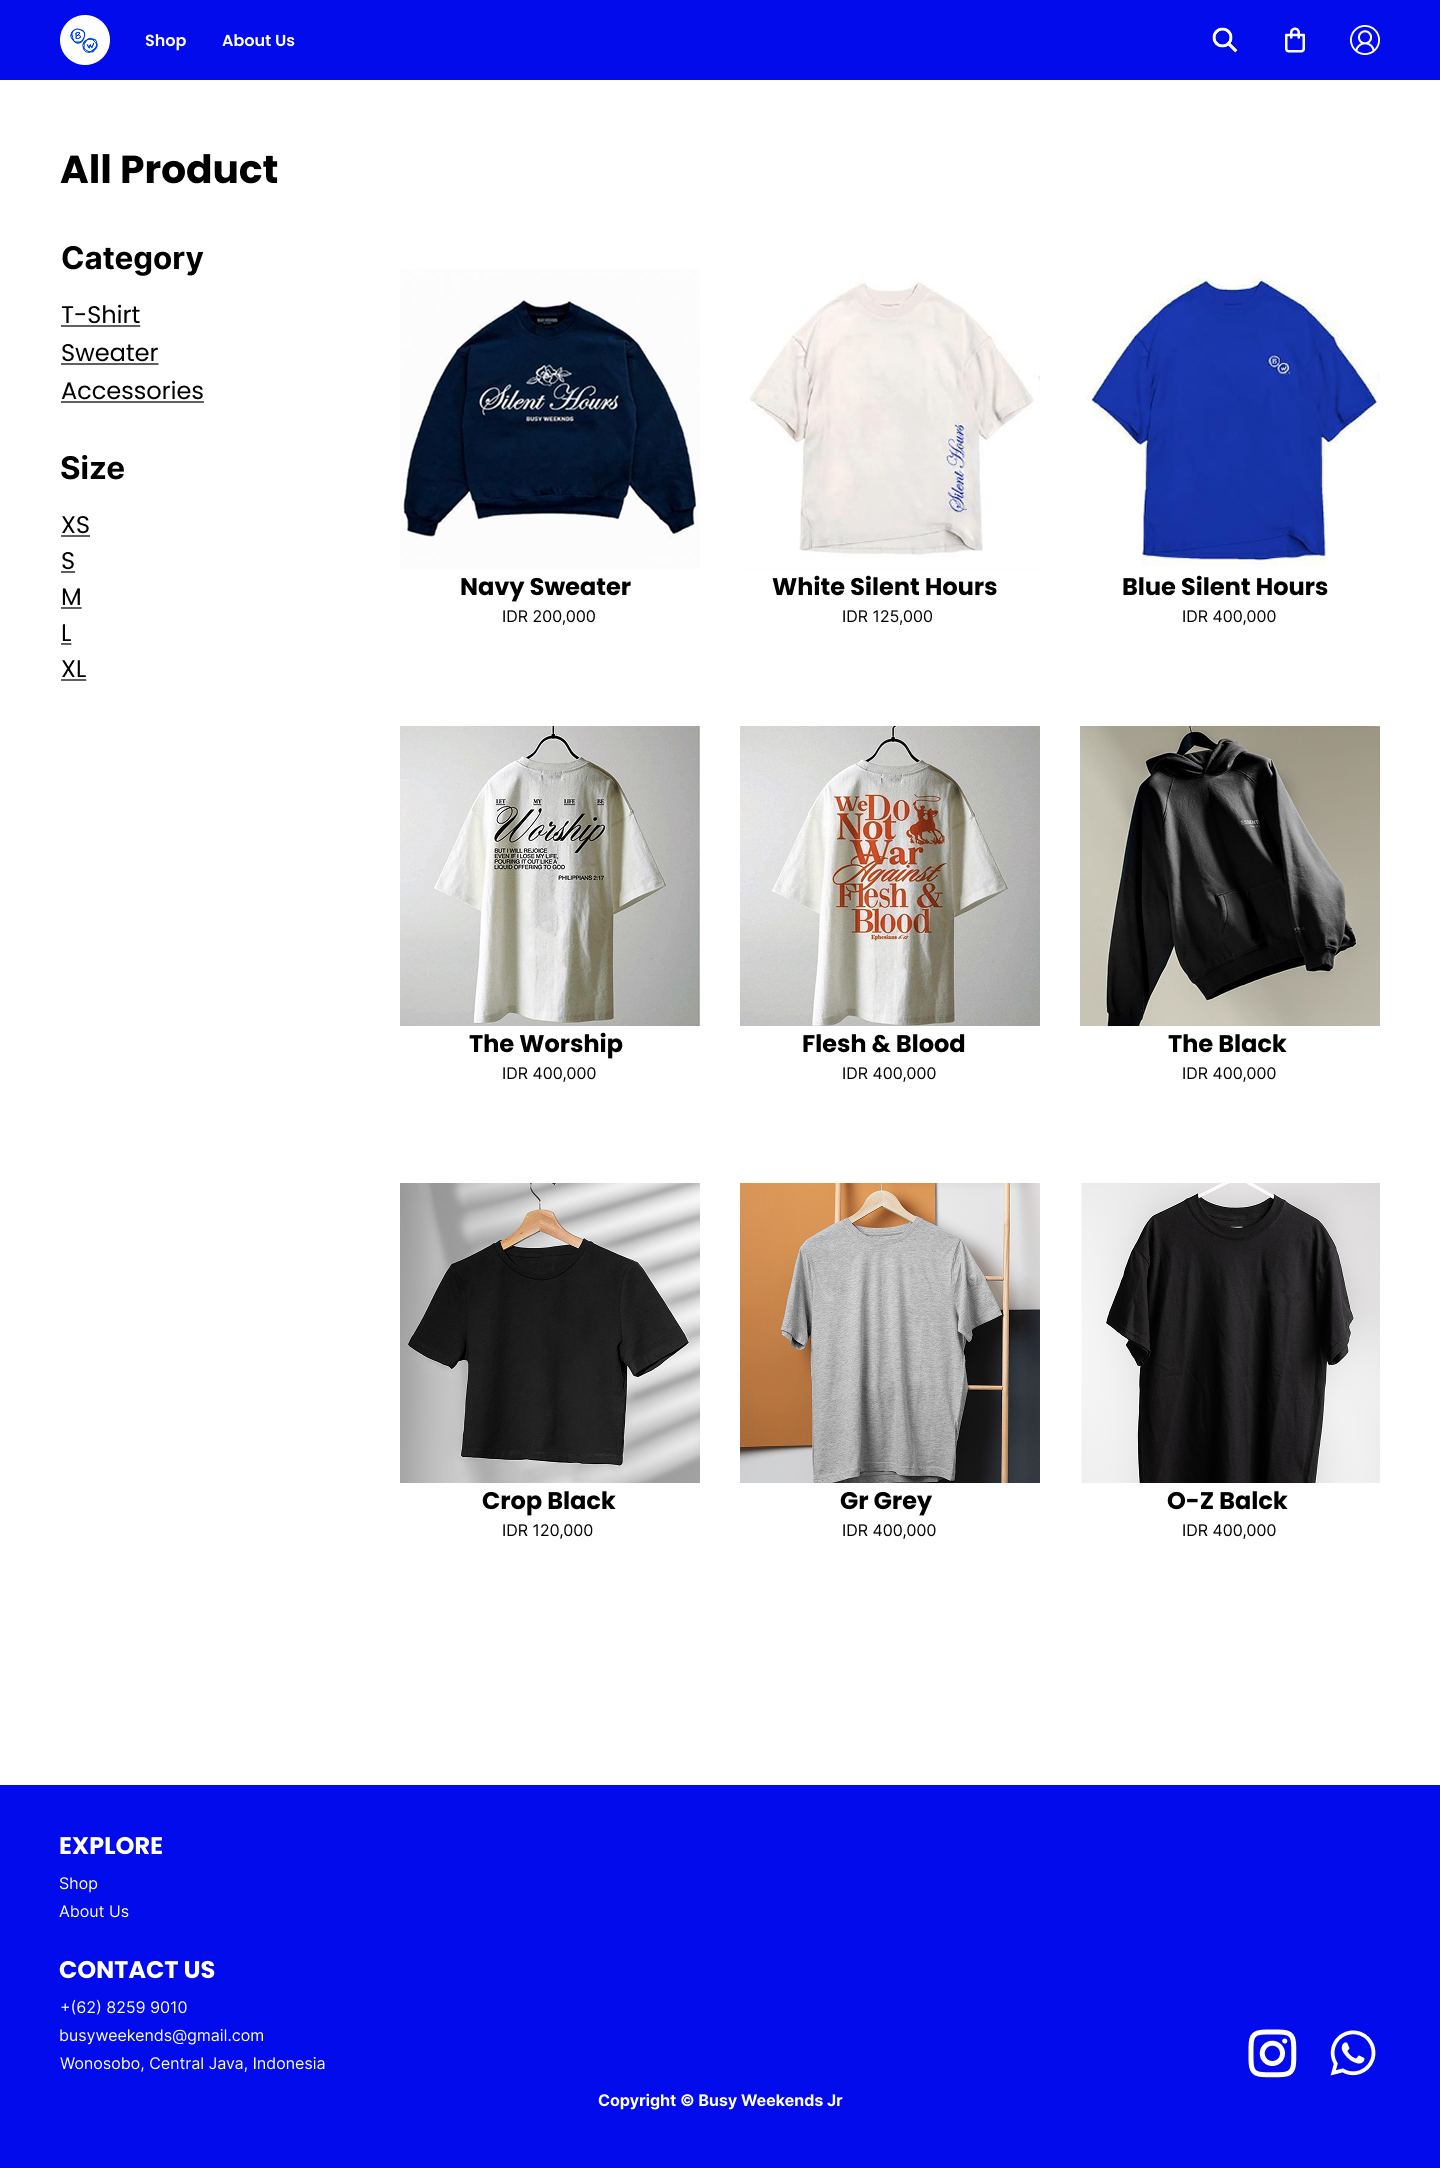 B
W
Shop
About Us
All Product
Category
T-Shirt
Sweater
Accessories
Size
XS
S
M
L
XL
Silent Hours
BUSY WEEKNDS
Navy Sweater
IDR 200,000
Silent Hours
White Silent Hours
IDR 125,000
B
W
Blue Silent Hours
IDR 400,000
LET MY LIFE BE
Worship
BUT I WILL REJOICE
EVEN IF I LOSE MY LIFE,
POURING IT OUT LIKE A
LIQUID OFFERING TO GOD
PHILIPPIANS 2:17
The Worship
IDR 400,000
We Do
Not
War
Against
Flesh &
Blood
Ephesians 6:12
Flesh & Blood
IDR 400,000
The Black
IDR 400,000
Crop Black
IDR 120,000
Gr Grey
IDR 400,000
O-Z Balck
IDR 400,000
EXPLORE
Shop
About Us
CONTACT US
+(62) 8259 9010
busyweekends@gmail.com
Wonosobo, Central Java, Indonesia
Copyright © Busy Weekends Jr